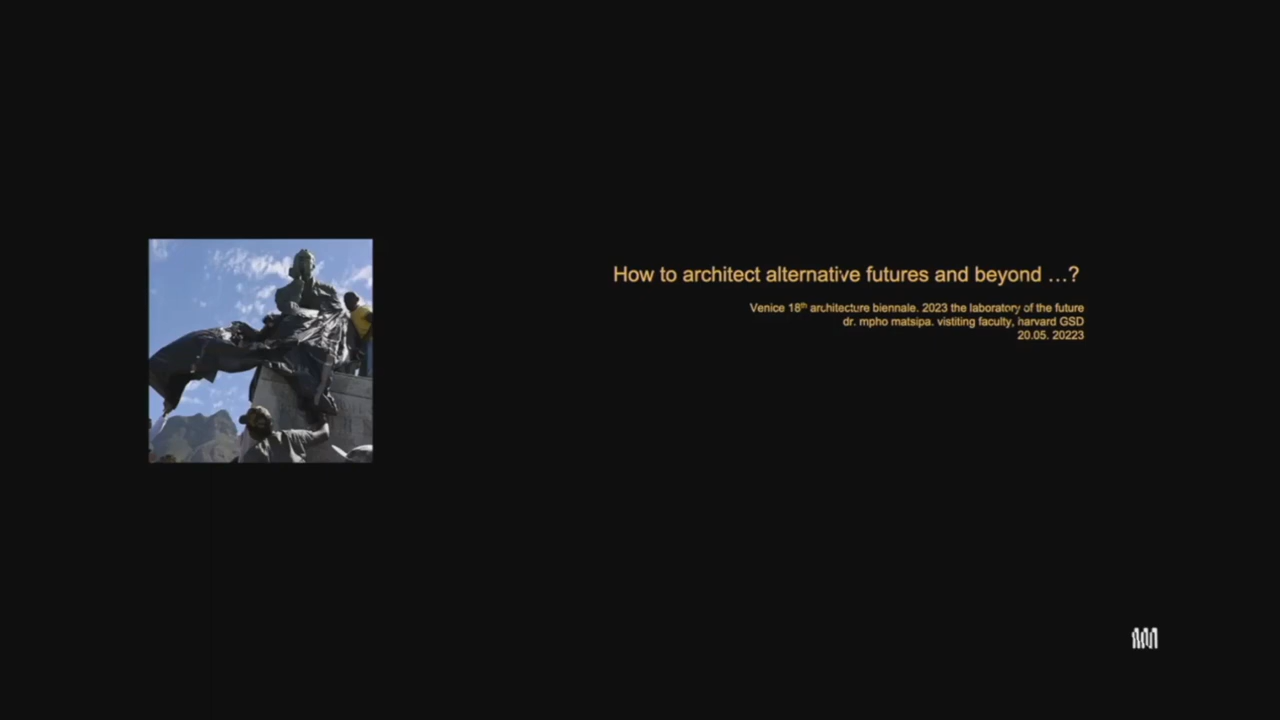 How to architect alternative futures and beyond …?
Venice 18th architecture biennale. 2023 the laboratory of the future
dr. mpho matsipa. vistiting faculty, harvard GSD
20.05. 20223